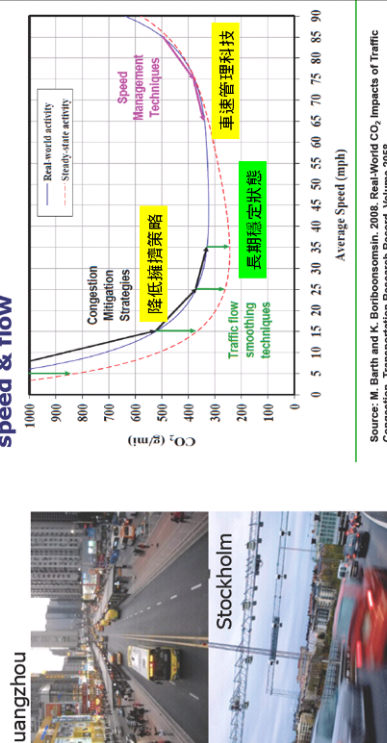 speed & flow
uangzhou
Stockholm
CO₂ (g/mi)
1000
900
800
700
600
500
400
300
200
100
0
Real-world activity
Steady-state activity
Congestion
Mitigation
Strategies
降低擁擠策略
Speed
Management
Techniques
車速管理科技
Traffic flow
smoothing
techniques
長期穩定狀態
0 5 10 15 20 25 30 35 40 45 50 55 60 65 70 75 80 85 90
Average Speed (mph)
Source: M. Barth and K. Boriboonsomsin. 2008. Real-World CO₂ Impacts of Traffic
Congestion, Transportation Research Record, Volume 2058